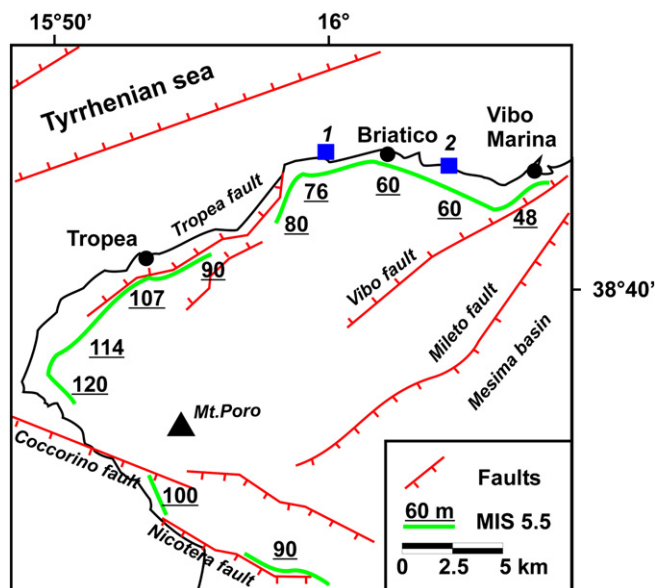 15°50'
16°
Tyrrhenian sea
1
Briatico
2
Vibo
Marina
Tropea fault
76
60
60
48
80
Tropea
90
Vibo fault
38°40'
107
Mileto fault
Mesima basin
114
120
Mt.Poro
Coccorino fault
100
Nicotera fault
90
Faults
60 m
MIS 5.5
0
2.5
5 km